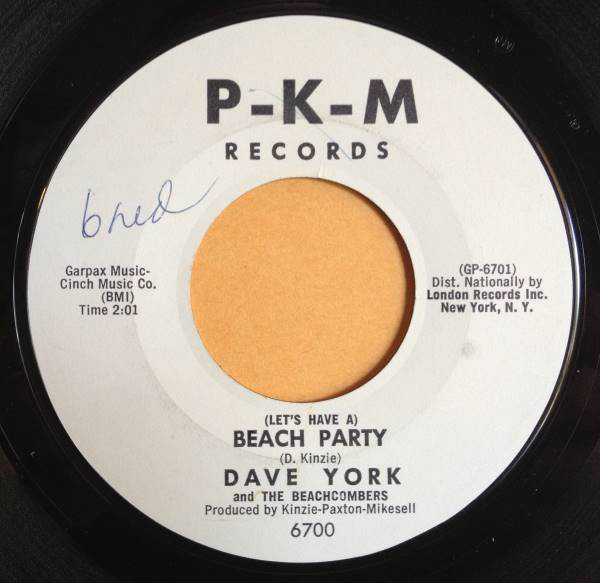 P-K-M
RECORDS
Garpax Music-
Cinch Music Co.
(BMI)
Time 2:01
(GP-6701)
Dist. Nationally by
London Records Inc.
New York, N. Y.
(LET'S HAVE A)
BEACH PARTY
(D. Kinzie)
DAVE YORK
and THE BEACHCOMBERS
Produced by Kinzie-Paxton-Mikesell
6700